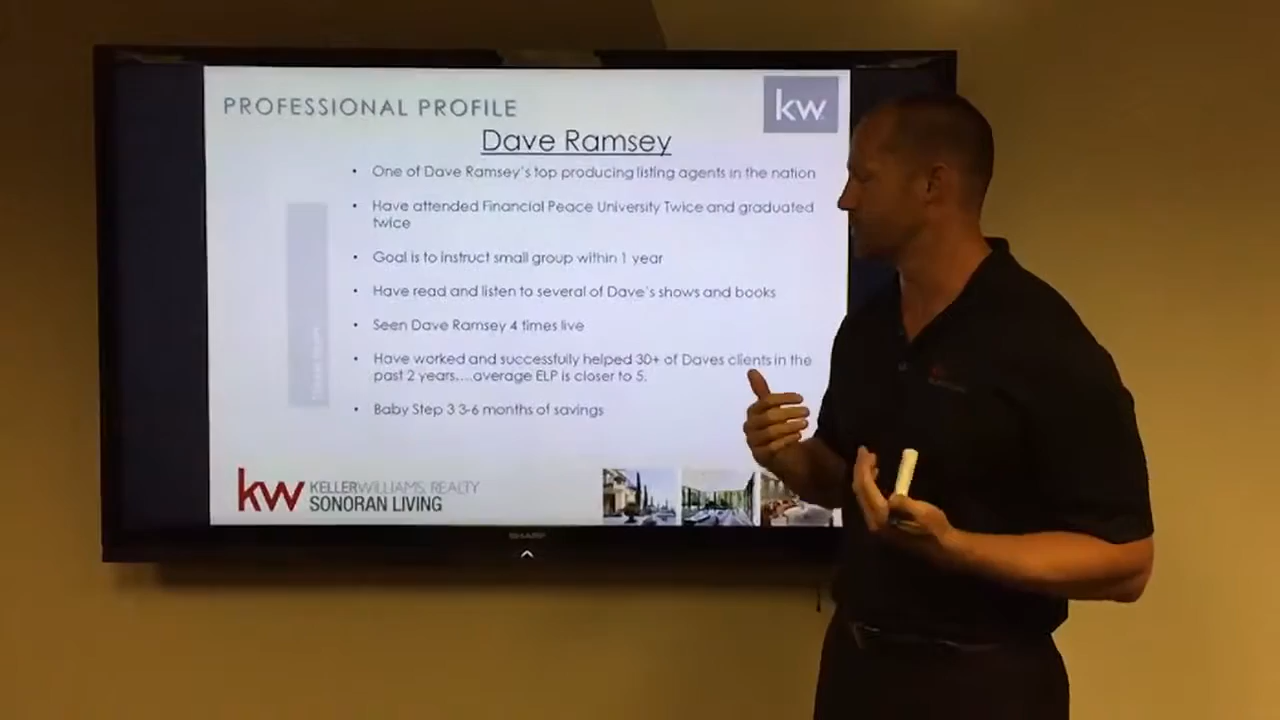 PROFESSIONAL PROFILE
kw
Dave Ramsey
• One of Dave Ramsey's top producing listing agents in the nation
• Have attended Financial Peace University Twice and graduated
twice
• Goal is to instruct small group within 1 year
• Have read and listen to several of Dave's shows and books
• Seen Dave Ramsey 4 times live
• Have worked and successfully helped 30+ of Daves clients in the
past 2 years....average ELP is closer to 5.
• Baby Step 3 3-6 months of savings
kw KELLERWILLIAMS. REALTY
SONORAN LIVING
SHARP